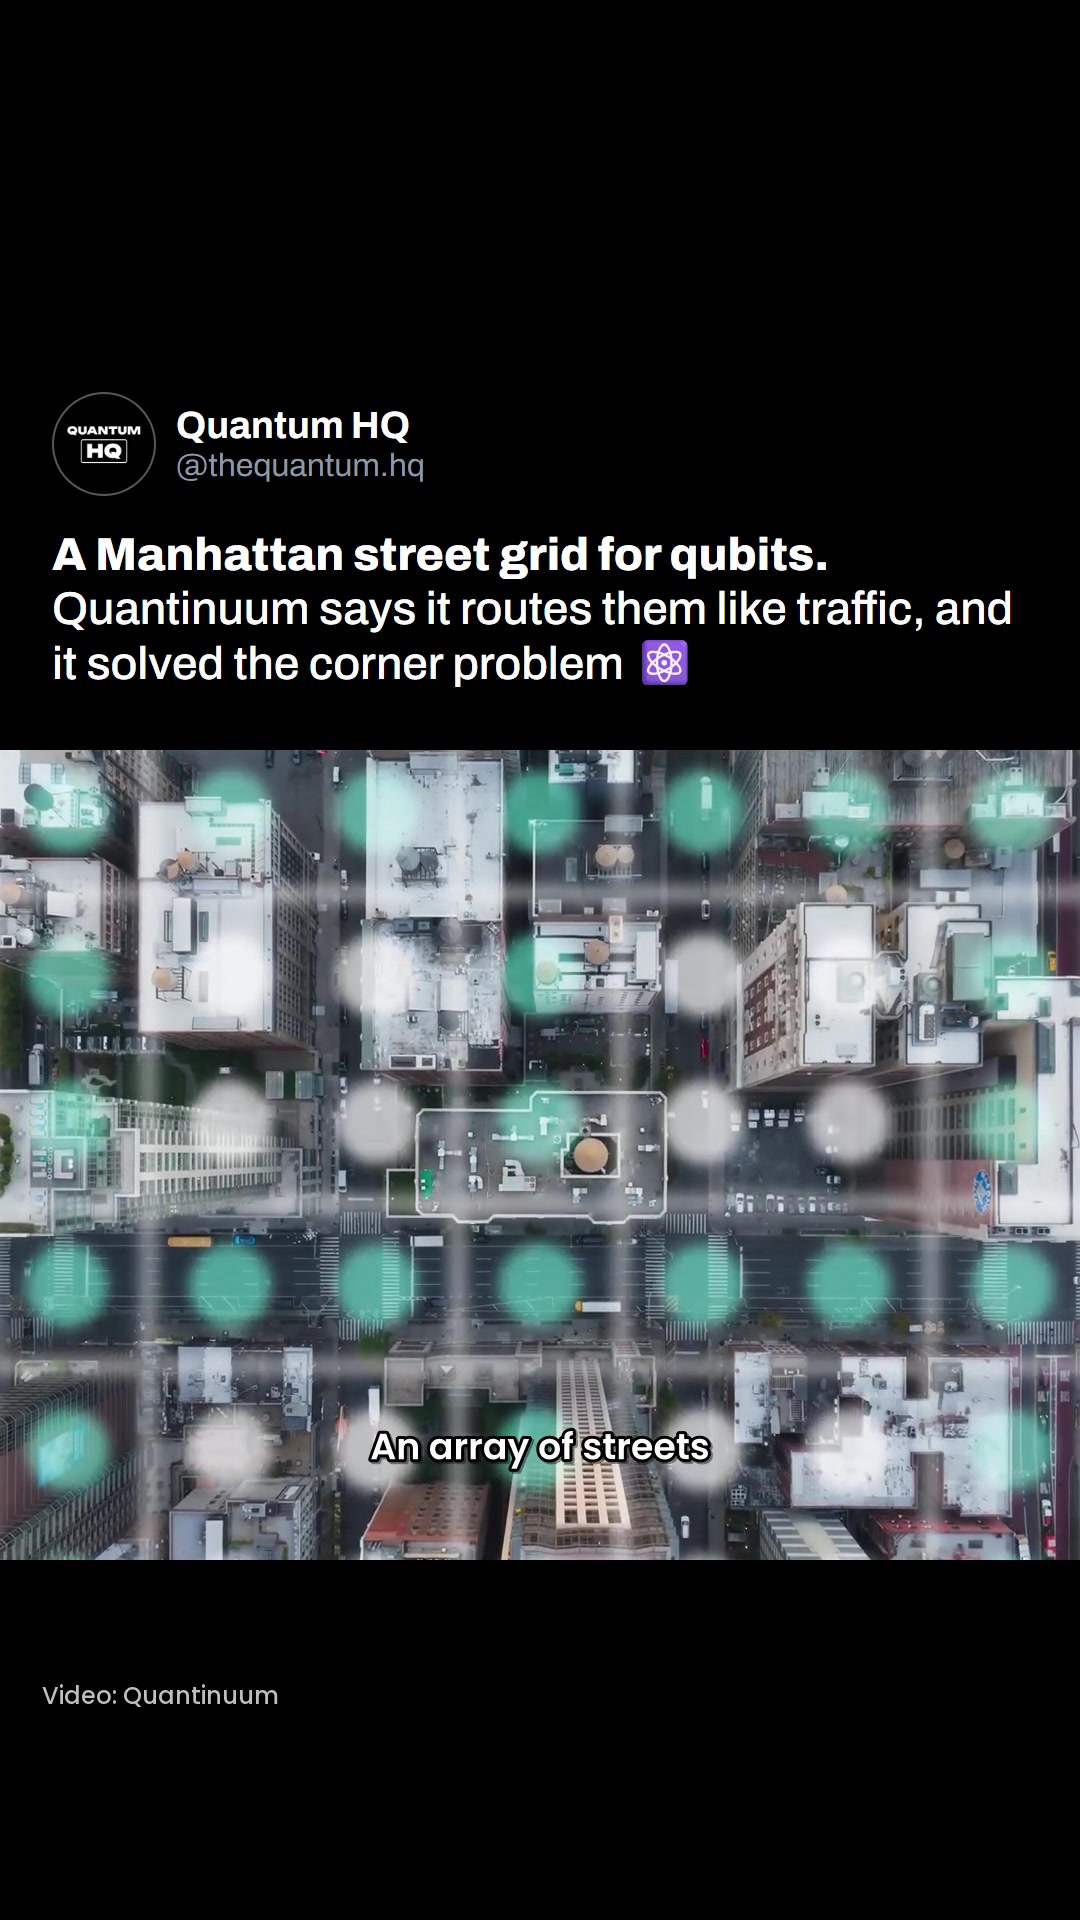 QUANTUM
HQ
Quantum HQ
@thequantum.hq
A Manhattan street grid for qubits.
Quantinuum says it routes them like traffic, and
it solved the corner problem ⚛️
An array of streets
Video: Quantinuum